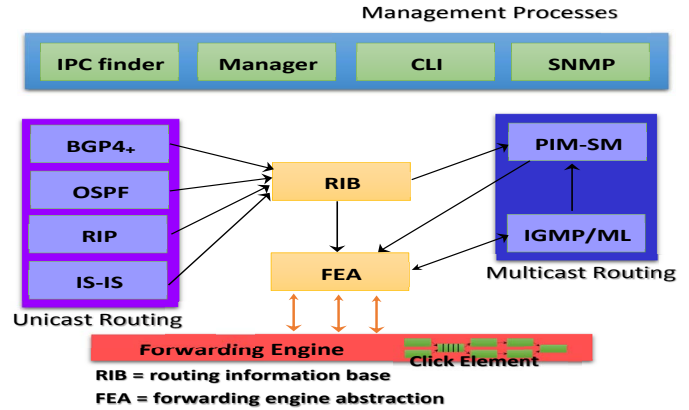 Management Processes
IPC finder
Manager
CLI
SNMP
BGP4+
OSPF
RIP
IS-IS
Unicast Routing
RIB
FEA
PIM-SM
IGMP/ML
Multicast Routing
Forwarding Engine
Click Element
RIB = routing information base
FEA = forwarding engine abstraction